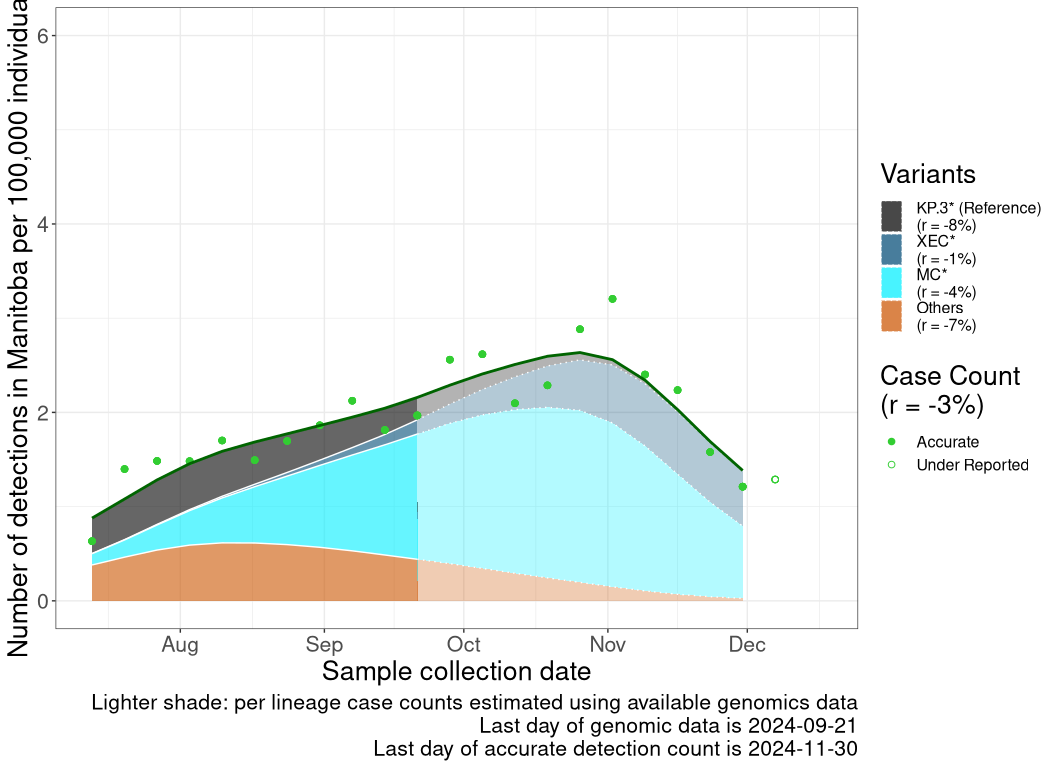 Number of detections in Manitoba per 100,000 individua
6
4
2
0
Aug Sep Oct Nov Dec
Sample collection date
Lighter shade: per lineage case counts estimated using available genomics data
Last day of genomic data is 2024-09-21
Last day of accurate detection count is 2024-11-30
Variants
KP.3* (Reference)
(r = -8%)
XEC*
(r = -1%)
MC*
(r = -4%)
Others
(r = -7%)
Case Count
(r = -3%)
Accurate
Under Reported